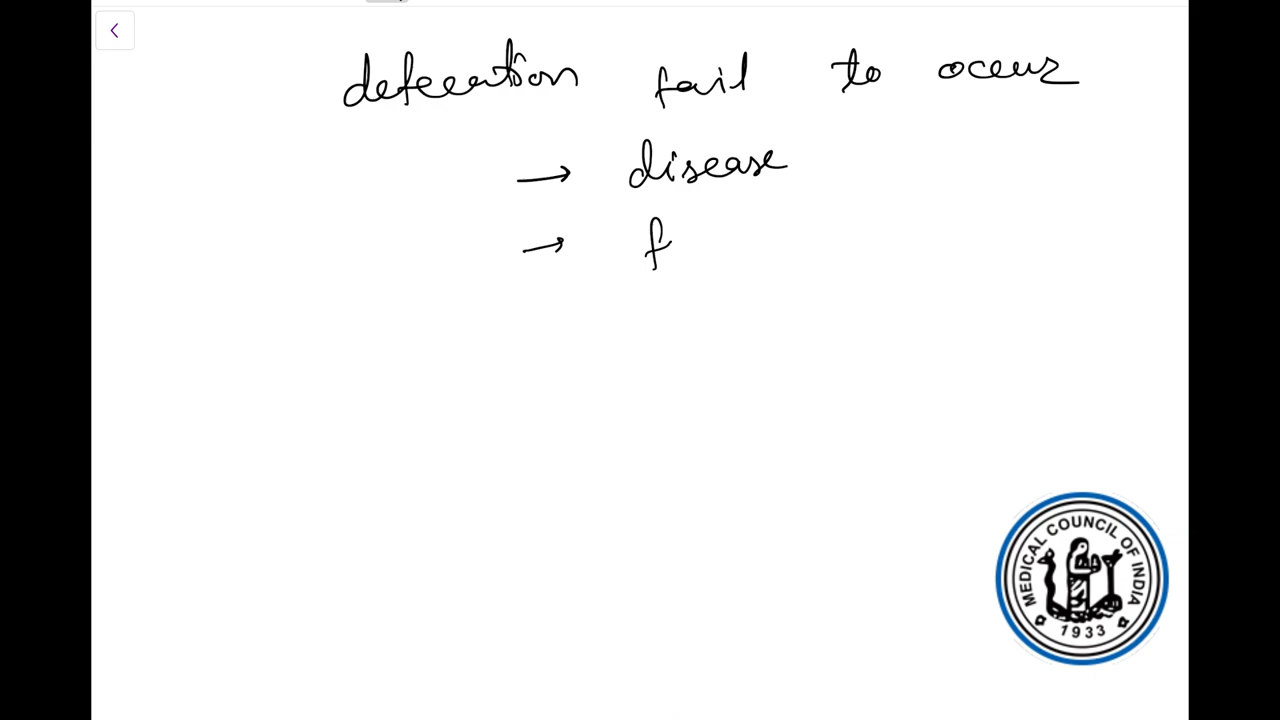 defecation fail to occur
→ disease
→ f
MEDICAL COUNCIL OF INDIA
1933